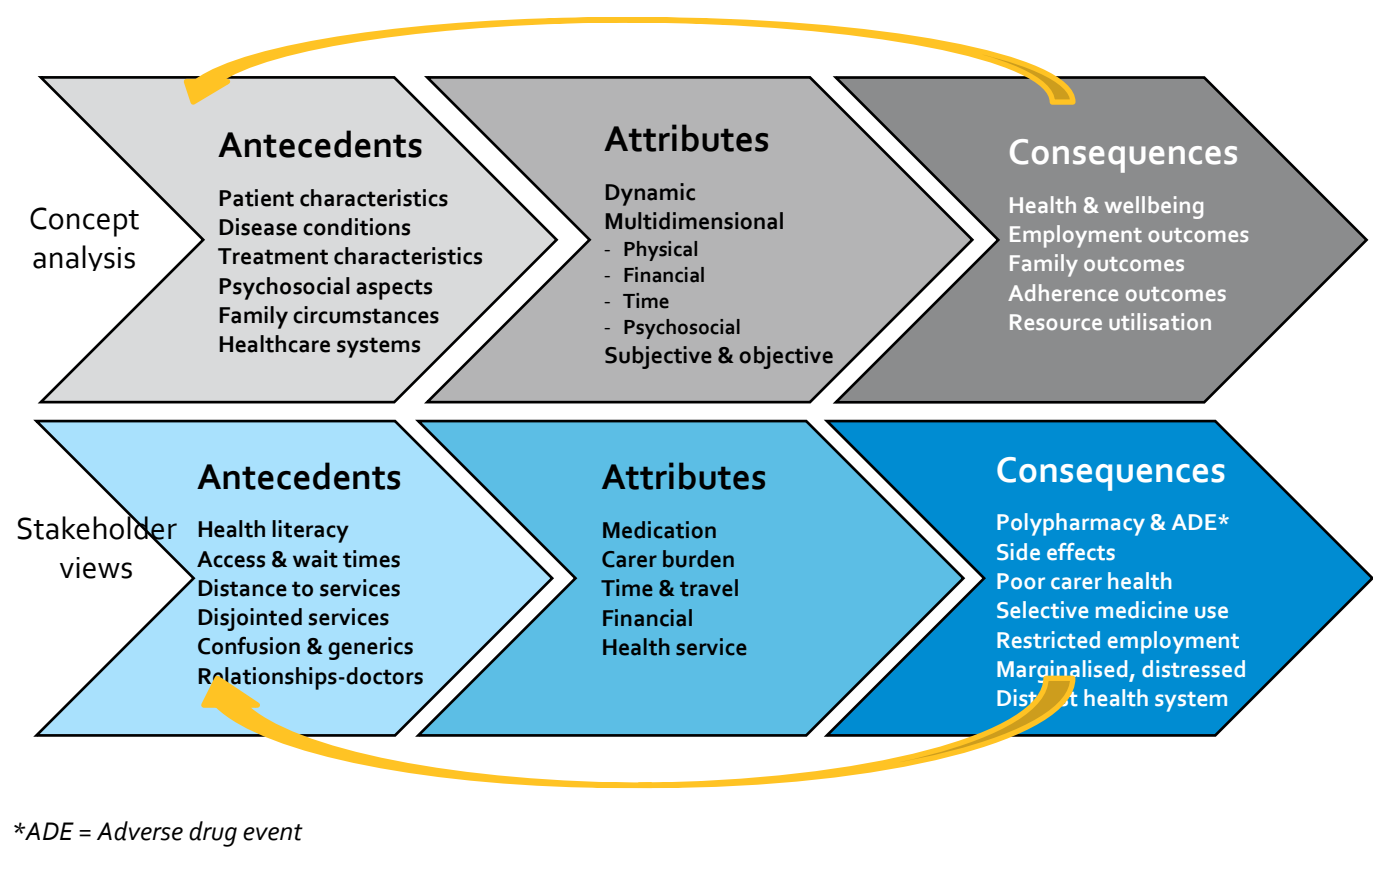 Concept
analysis
Antecedents
Patient characteristics
Disease conditions
Treatment characteristics
Psychosocial aspects
Family circumstances
Healthcare systems
Attributes
Dynamic
Multidimensional
- Physical
- Financial
- Time
- Psychosocial
Subjective & objective
Consequences
Health & wellbeing
Employment outcomes
Family outcomes
Adherence outcomes
Resource utilisation
Stakeholder
views
Antecedents
Health literacy
Access & wait times
Distance to services
Disjointed services
Confusion & generics
Relationships-doctors
Attributes
Medication
Carer burden
Time & travel
Financial
Health service
Consequences
Polypharmacy & ADE*
Side effects
Poor carer health
Selective medicine use
Restricted employment
Marginalised, distressed
Distrust health system
*ADE = Adverse drug event